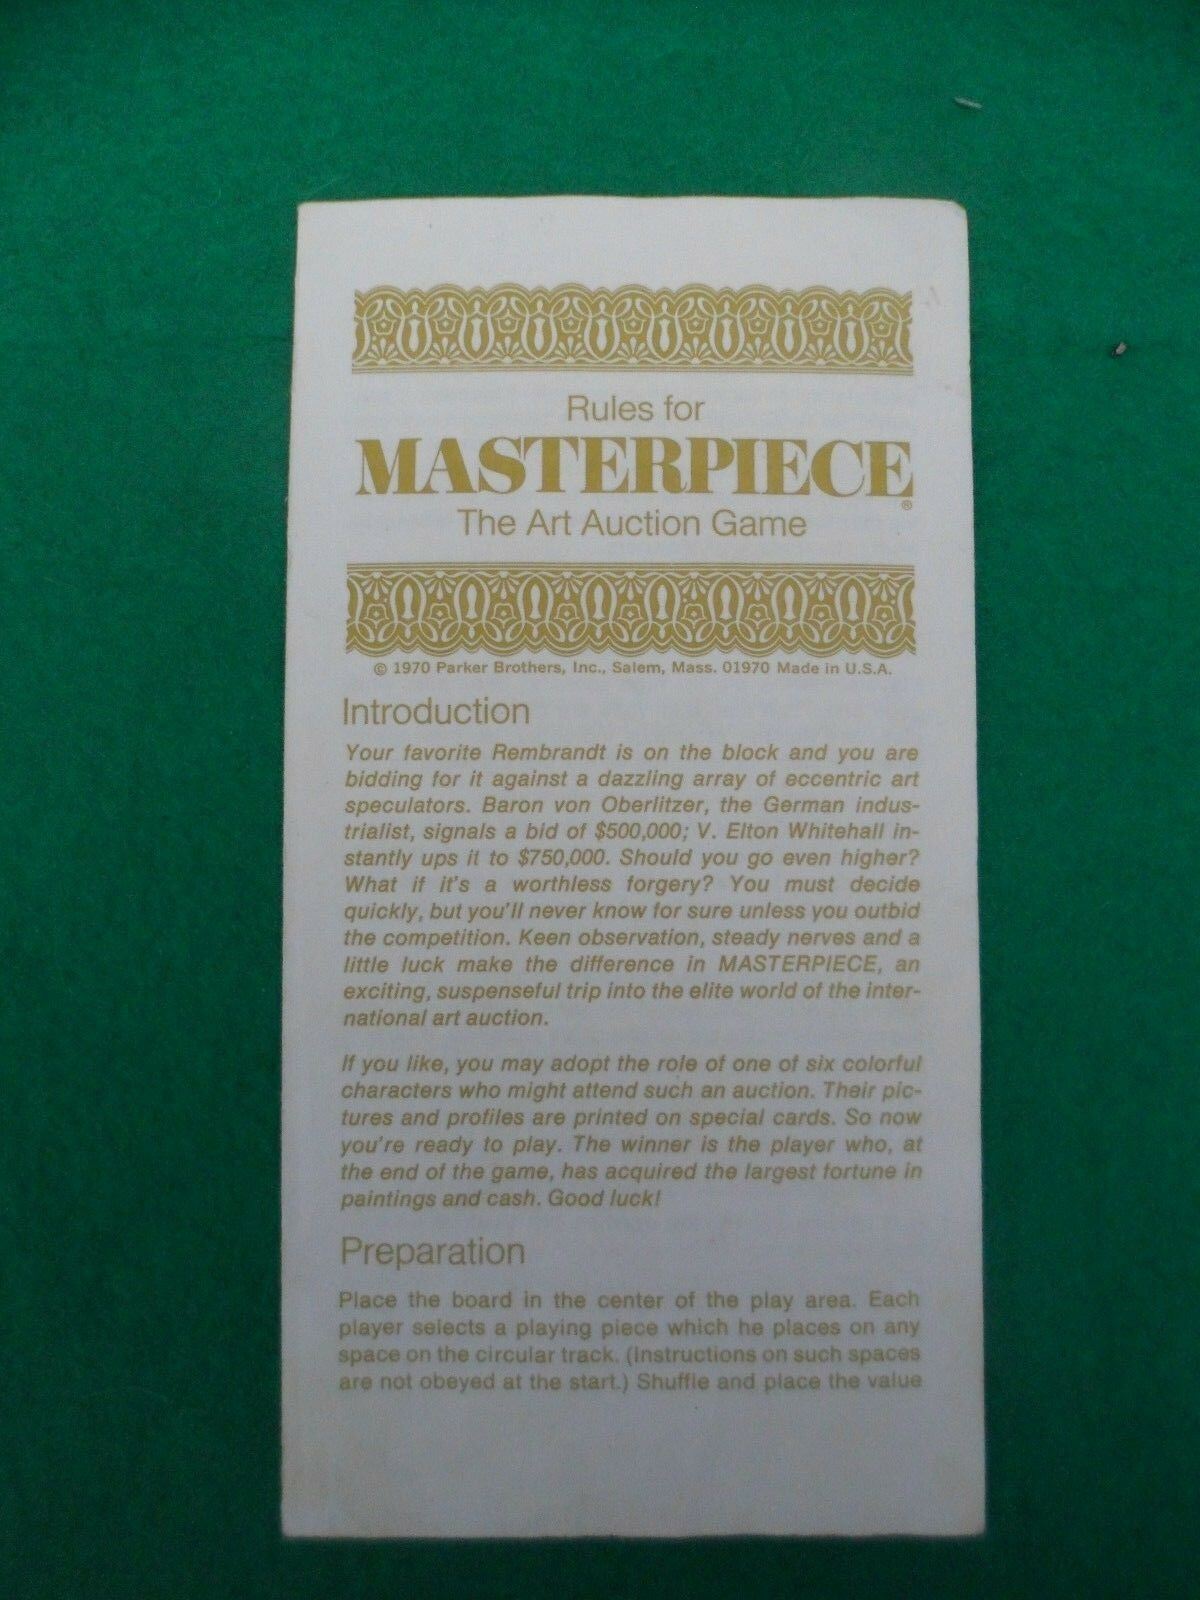 Rules for
MASTERPIECE®
The Art Auction Game
© 1970 Parker Brothers, Inc., Salem, Mass. 01970 Made in U.S.A.
Introduction
Your favorite Rembrandt is on the block and you are
bidding for it against a dazzling array of eccentric art
speculators. Baron von Oberlitzer, the German indus-
trialist, signals a bid of $500,000; V. Elton Whitehall in-
stantly ups it to $750,000. Should you go even higher?
What if it's a worthless forgery? You must decide
quickly, but you'll never know for sure unless you outbid
the competition. Keen observation, steady nerves and a
little luck make the difference in MASTERPIECE, an
exciting, suspenseful trip into the elite world of the inter-
national art auction.
If you like, you may adopt the role of one of six colorful
characters who might attend such an auction. Their pic-
tures and profiles are printed on special cards. So now
you're ready to play. The winner is the player who, at
the end of the game, has acquired the largest fortune in
paintings and cash. Good luck!
Preparation
Place the board in the center of the play area. Each
player selects a playing piece which he places on any
space on the circular track. (Instructions on such spaces
are not obeyed at the start.) Shuffle and place the value